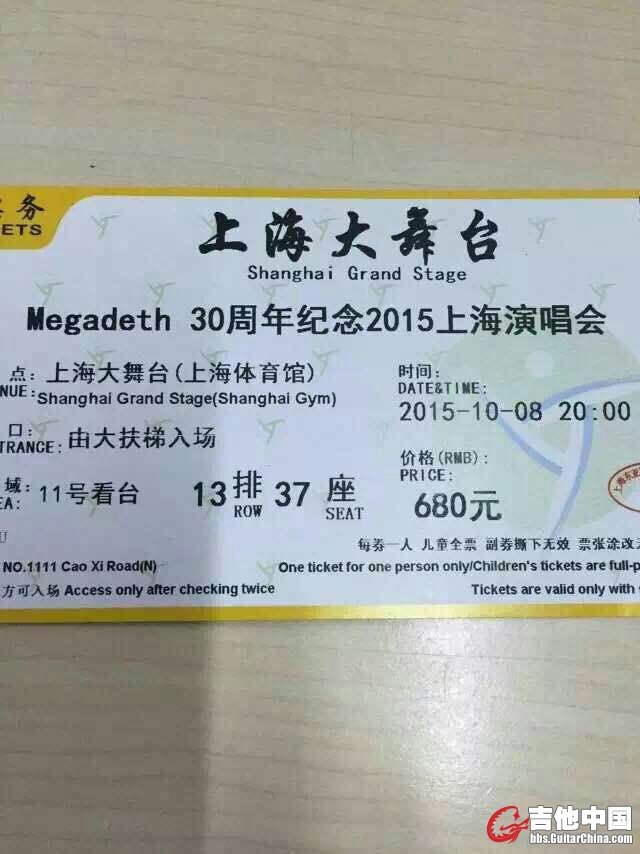 务
ETS
上海大舞台
Shanghai Grand Stage
Megadeth 30周年纪念2015上海演唱会
点：上海大舞台(上海体育馆)
NUE:Shanghai Grand Stage(Shanghai Gym)
时间：
DATE&TIME:
2015-10-08 20:00
口：由大扶梯入场
TRANCE:
价格(RMB):
PRICE:
680元
域：11号看台
EA:
13排 37座
ROW SEAT
每券一人 儿童全票 副券撕下无效 票张涂改
NO.1111 Cao Xi Road(N)
One ticket for one person only/Children's tickets are full-p
方可入场 Access only after checking twice
Tickets are valid only with
吉他中国
bbs.GuitarChina.com